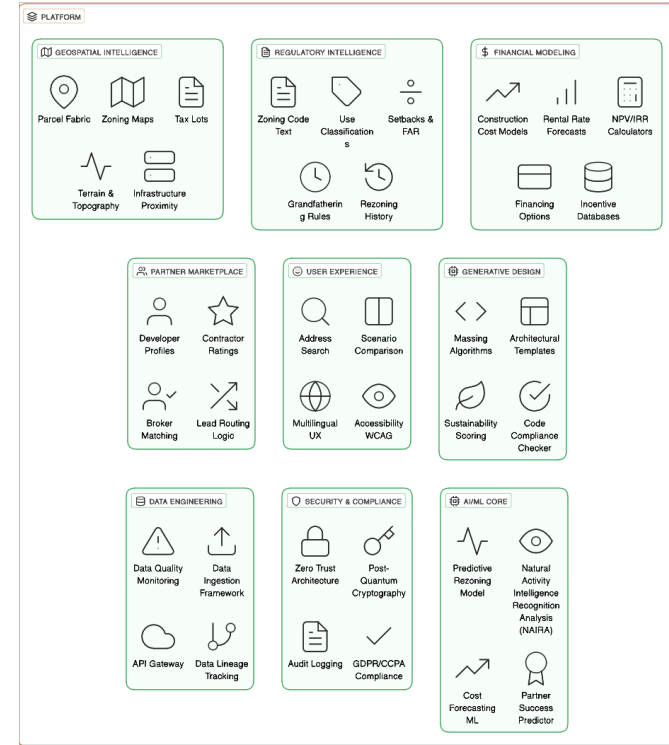 PLATFORM
GEOSPATIAL INTELLIGENCE
Parcel Fabric
Zoning Maps
Tax Lots
Terrain &
Topography
Infrastructure
Proximity
REGULATORY INTELLIGENCE
Zoning Code
Text
Use
Classification
s
Setbacks &
FAR
Grandfatherin
g Rules
Rezoning
History
$ FINANCIAL MODELING
Construction
Cost Models
Rental Rate
Forecasts
NPV/IRR
Calculators
Financing
Options
Incentive
Databases
PARTNER MARKETPLACE
Developer
Profiles
Contractor
Ratings
Broker
Matching
Lead Routing
Logic
USER EXPERIENCE
Address
Search
Scenario
Comparison
Multilingual
UX
Accessibility
WCAG
GENERATIVE DESIGN
Massing
Algorithms
Architectural
Templates
Sustainability
Scoring
Code
Compliance
Checker
DATA ENGINEERING
Data Quality
Monitoring
Data
Ingestion
Framework
API Gateway
Data Lineage
Tracking
SECURITY & COMPLIANCE
Zero Trust
Architecture
Post-
Quantum
Cryptography
Audit Logging
GDPR/CCPA
Compliance
AI/ML CORE
Predictive
Rezoning
Model
Natural
Activity
Intelligence
Recognition
Analysis
(NAIRA)
Cost
Forecasting
ML
Partner
Success
Predictor